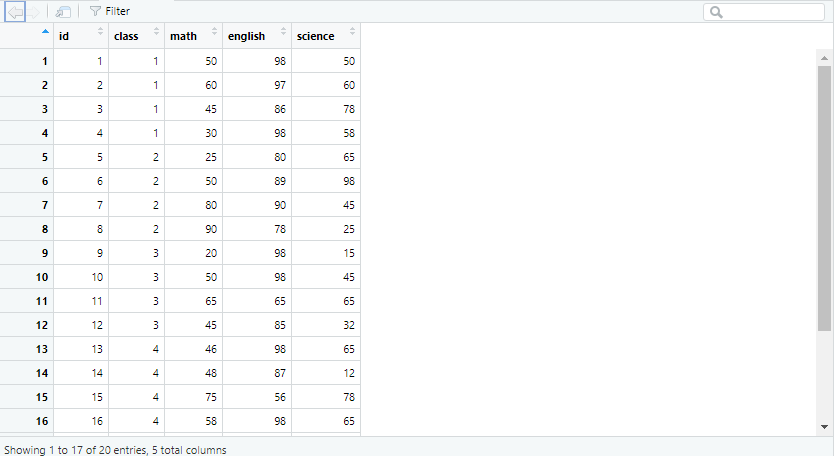 Filter
id class math english science
1 1 1 50 98 50
2 2 1 60 97 60
3 3 1 45 86 78
4 4 1 30 98 58
5 5 2 25 80 65
6 6 2 50 89 98
7 7 2 80 90 45
8 8 2 90 78 25
9 9 3 20 98 15
10 10 3 50 98 45
11 11 3 65 65 65
12 12 3 45 85 32
13 13 4 46 98 65
14 14 4 48 87 12
15 15 4 75 56 78
16 16 4 58 98 65
Showing 1 to 17 of 20 entries, 5 total columns